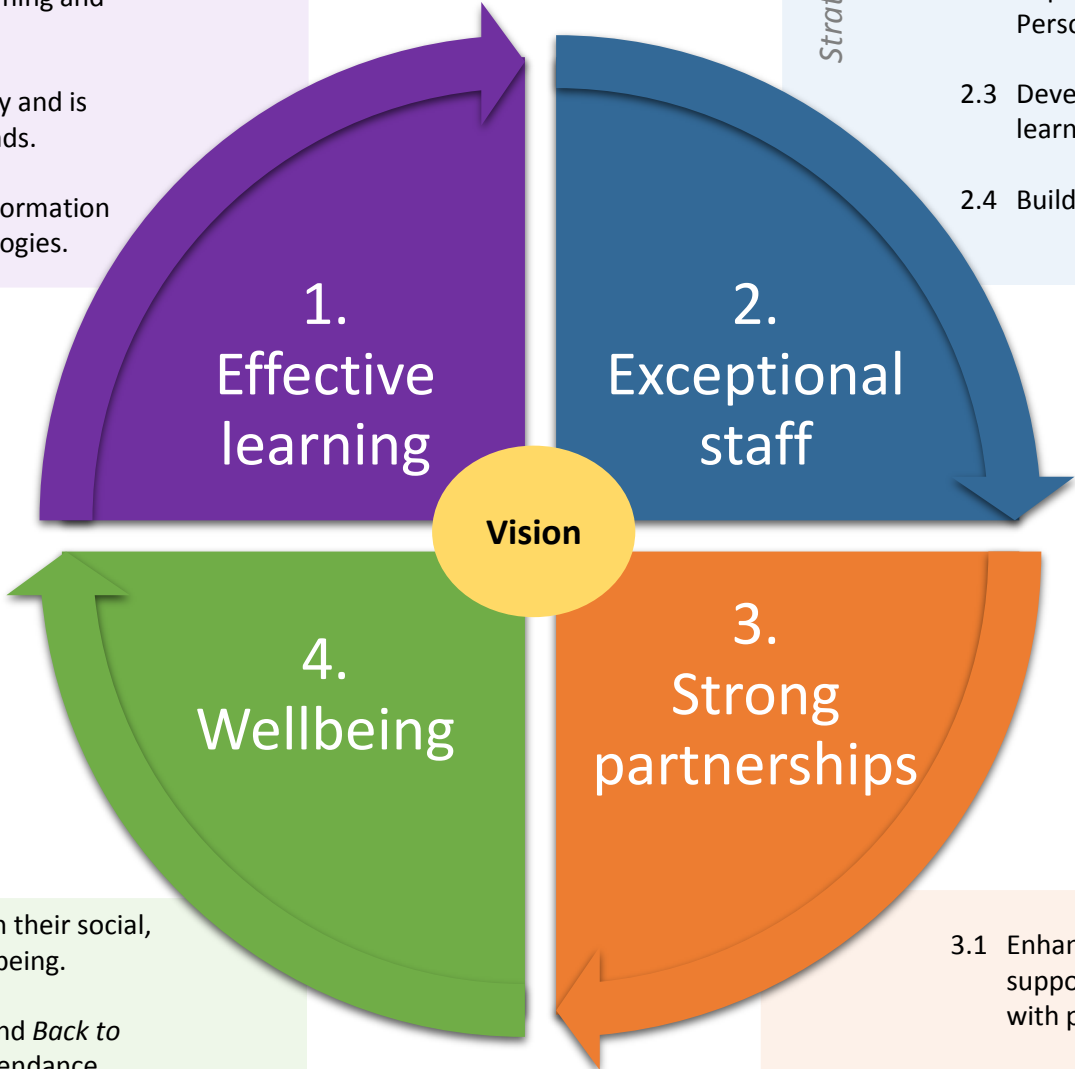 ning and
y and is
ds.
ormation
ogies.
Strat
Perso
2.3 Deve
learn
2.4 Build
1.
Effective
learning
2.
Exceptional
staff
Vision
4.
Wellbeing
3.
Strong
partnerships
n their social,
being.
nd Back to
endance
3.1 Enhan
suppo
with p